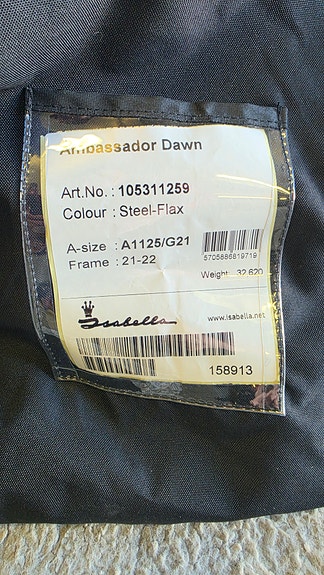 Ambassador Dawn
Art.No. : 105311259
Colour : Steel-Flax
A-size : A1125/G21
5705886819719
Frame : 21-22
Weight 32.620
Isabella
www.isabella.net
158913